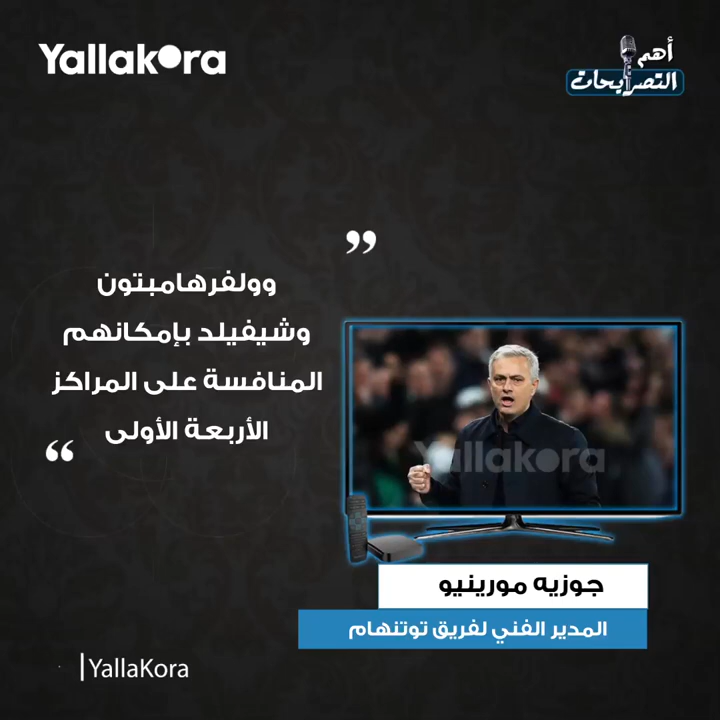 Yallakora
أهم
التصريحات
”
وولفرهامبتون
وشيفيلد بإمكانهم
المنافسة على المراكز
الأربعة الأولى
“
Yallakora
جوزيه مورينيو
المدير الفني لفريق توتنهام
|YallaKora